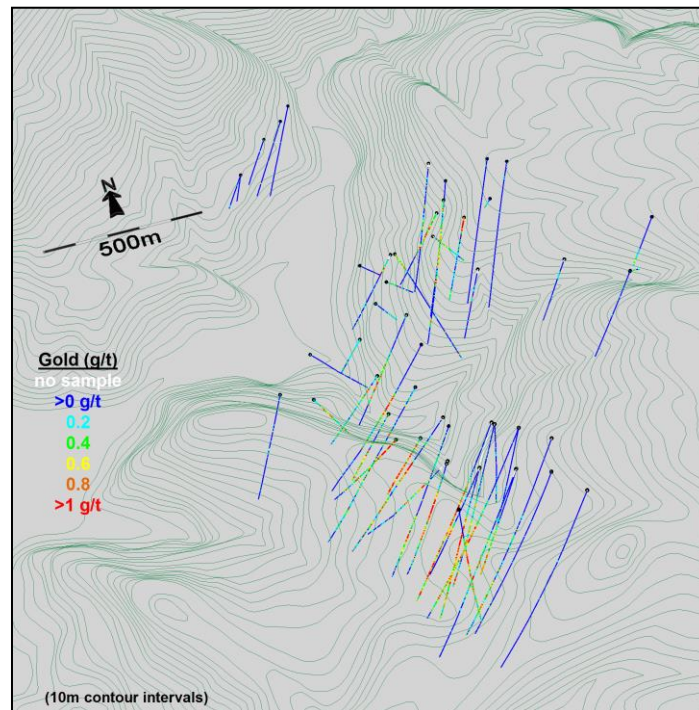 N
500m
Gold (g/t)
no sample
>0 g/t
0.2
0.4
0.6
0.8
>1 g/t
(10m contour intervals)